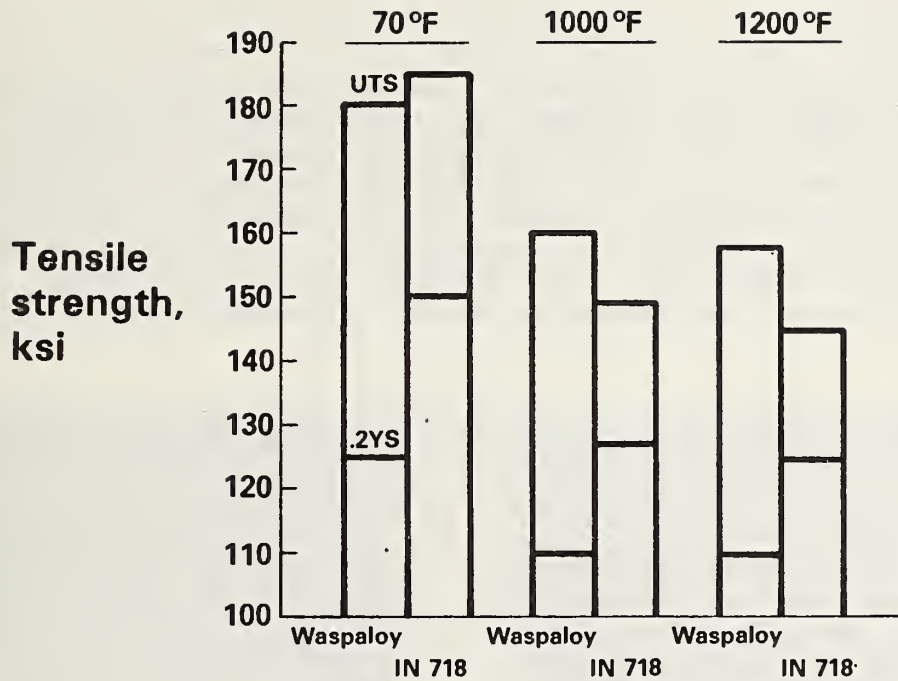 70°F 1000°F 1200°F
Tensile
strength,
ksi
190
180
170
160
150
140
130
120
110
100
UTS
.2YS
Waspaloy Waspaloy Waspaloy
IN 718 IN 718 IN 718